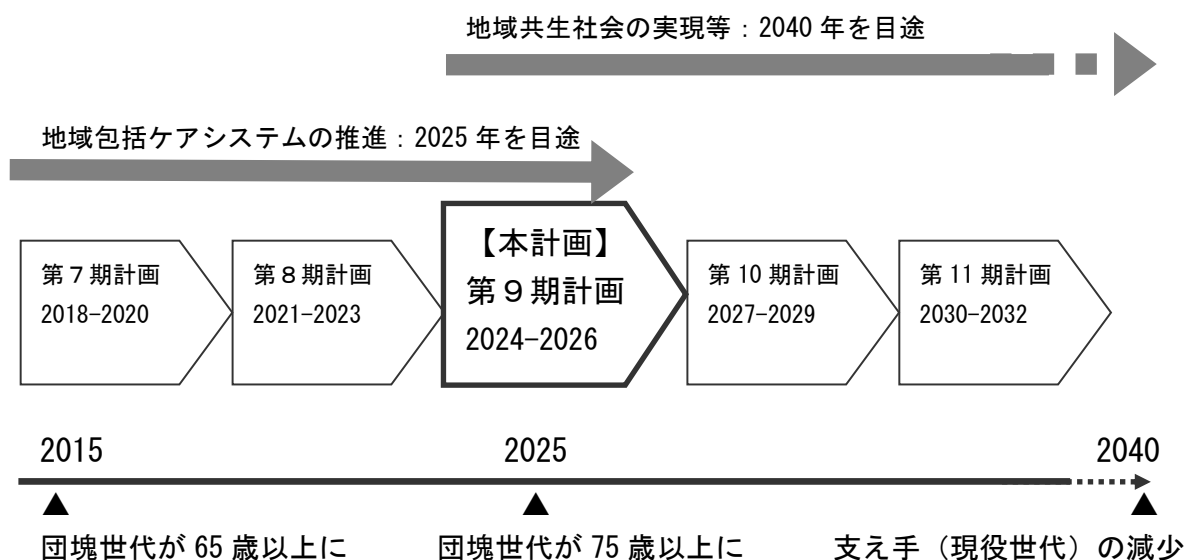 地域共生社会の実現等：2040 年を目途
地域包括ケアシステムの推進：2025 年を目途
第７期計画
2018-2020
第８期計画
2021-2023
【本計画】
第９期計画
2024-2026
第 10 期計画
2027-2029
第 11 期計画
2030-2032
2015
2025
2040
▲
▲
▲
団塊世代が 65 歳以上に
団塊世代が 75 歳以上に
支え手（現役世代）の減少